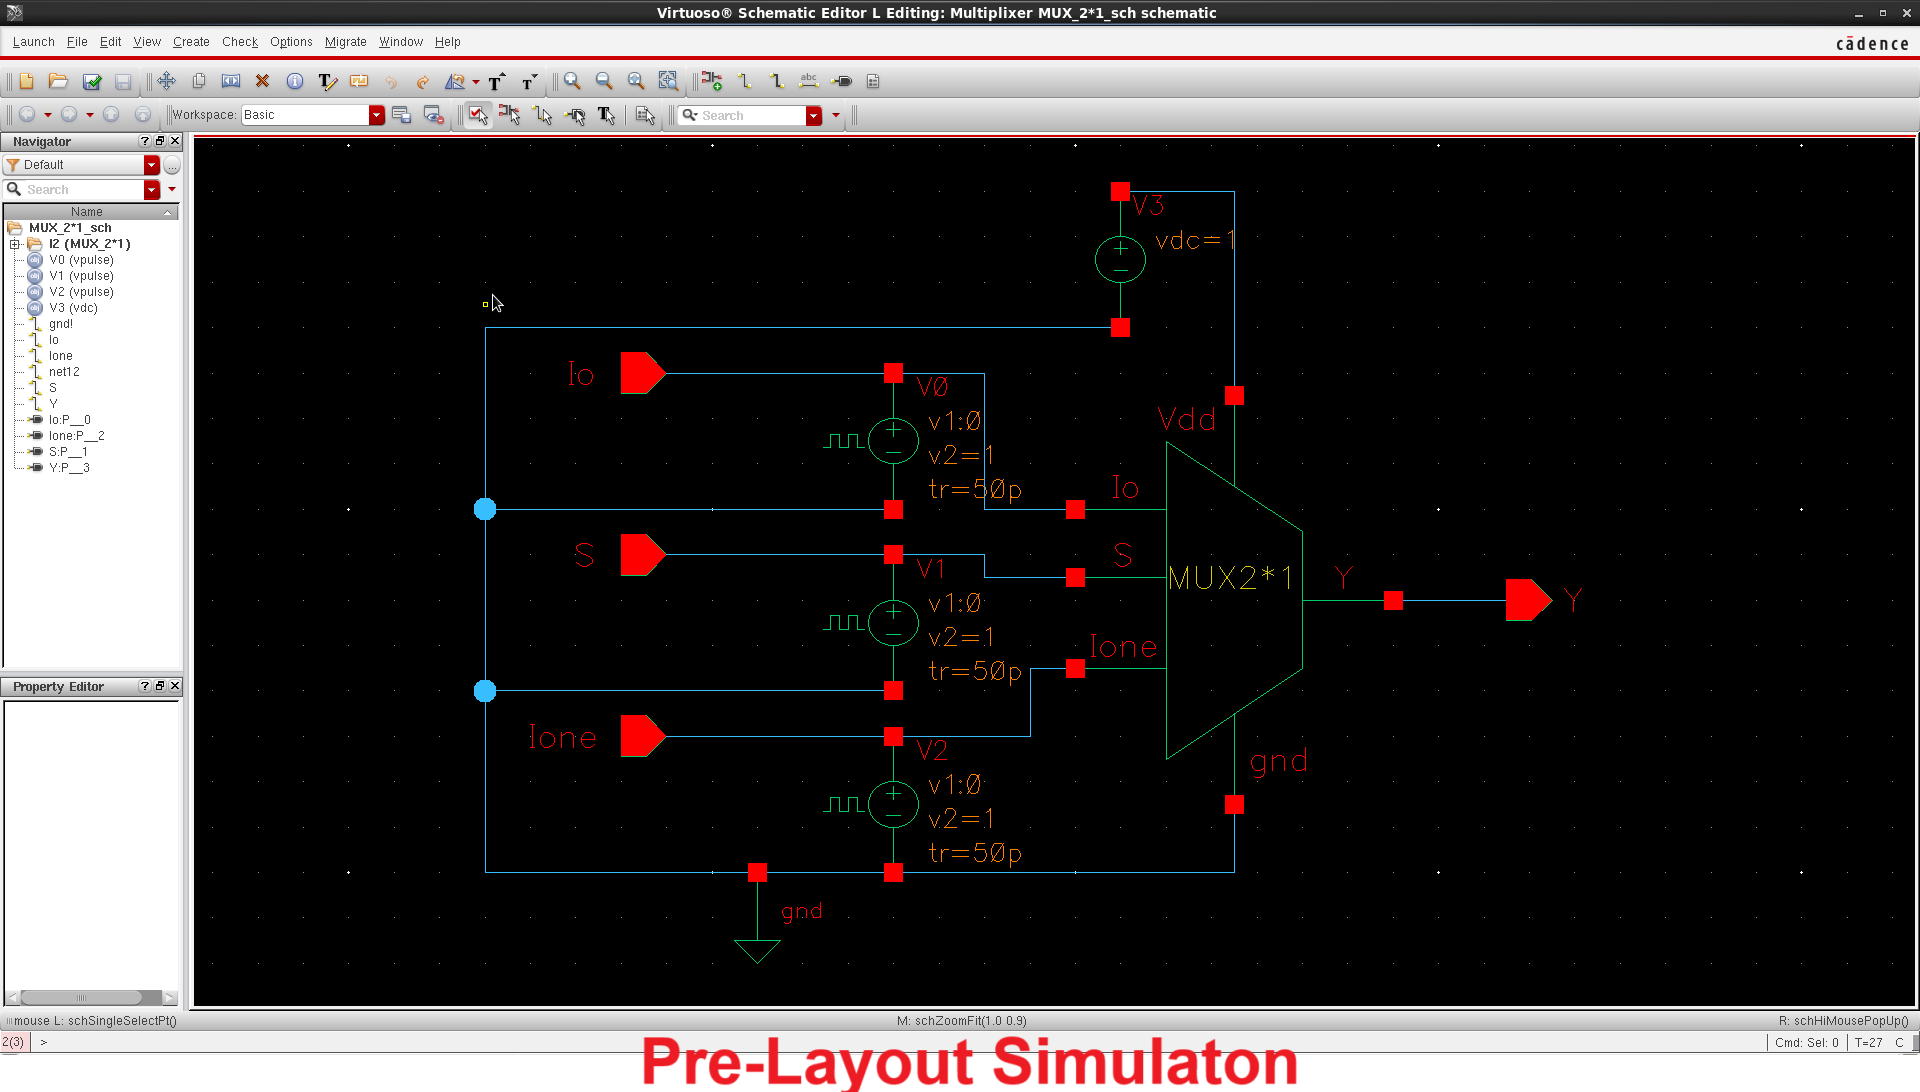 Virtuoso® Schematic Editor L Editing: Multiplixer MUX_2*1_sch schematic
Launch File Edit View Create Check Options Migrate Window Help
cādence
abc
Workspace: Basic
Search
Navigator
Default
Search
Name
MUX_2*1_sch
I2 (MUX_2*1)
V0 (vpulse)
V1 (vpulse)
V2 (vpulse)
V3 (vdc)
gnd!
Io
Ione
net12
S
Y
Io:P__0
Ione:P__2
S:P__1
Y:P__3
Property Editor
V3
vdc=1
Io
V0
v1:0
v2=1
tr=50p
Vdd
Io
S
V1
v1:0
v2=1
tr=50p
S
MUX2*1
Y
Y
Ione
Ione
V2
v1:0
v2=1
tr=50p
gnd
gnd
mouse L: schSingleSelectPt()
M: schZoomFit(1.0 0.9)
R: schHiMousePopUp()
2(3) >
Cmd: Sel: 0 T=27 C
Pre-Layout Simulaton